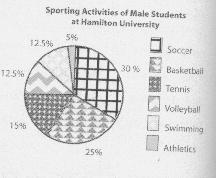 Sporting Activities of Male Students
at Hamilton University
5%
12.5%
12.5%
30 %
15%
25%
Soccer
Basketball
Tennis
Volleyball
Swimming
Athletics